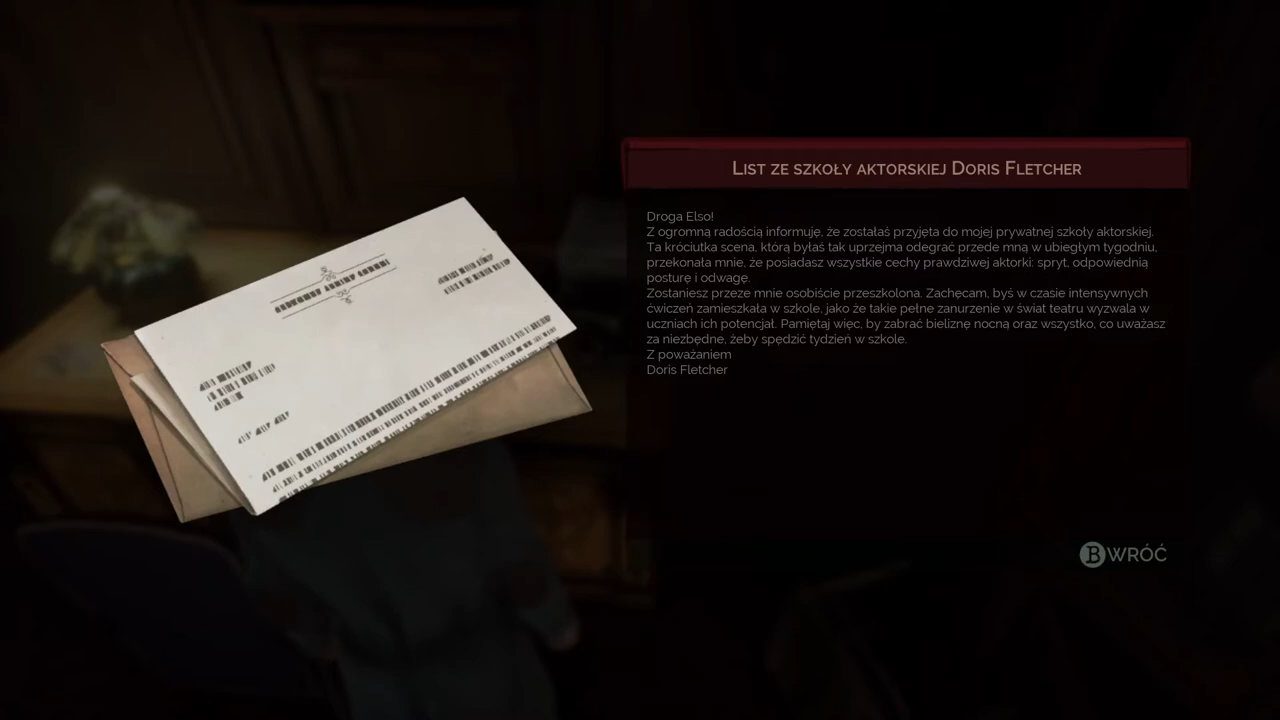 List ze szkoły aktorskiej Doris Fletcher
Droga Elso!
Z ogromną radością informuję, że zostałaś przyjęta do mojej prywatnej szkoły aktorskiej.
Ta króciutka scena, którą byłaś tak uprzejma odegrać przede mną w ubiegłym tygodniu,
przekonała mnie, że posiadasz wszystkie cechy prawdziwej aktorki: spryt, odpowiednią
posturę i odwagę.
Zostaniesz przeze mnie osobiście przeszkolona. Zachęcam, byś w czasie intensywnych
ćwiczeń zamieszkała w szkole, jako że takie pełne zanurzenie w świat teatru wyzwala w
uczniach ich potencjał. Pamiętaj więc, by zabrać bieliznę nocną oraz wszystko, co uważasz
za niezbędne, żeby spędzić tydzień w szkole.
Z poważaniem
Doris Fletcher
B WRÓĆ